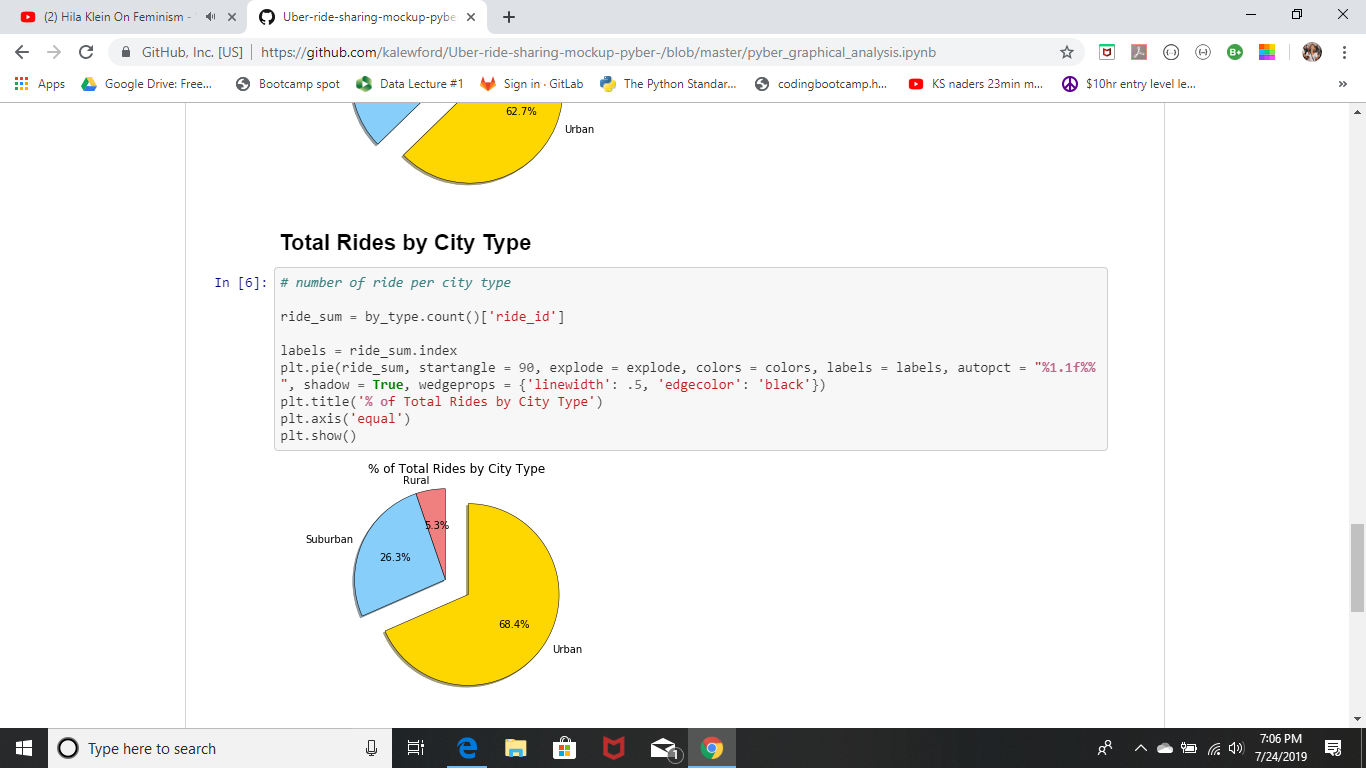 (2) Hila Klein On Feminism -
Uber-ride-sharing-mockup-pybe
GitHub, Inc. [US]
https://github.com/kalewford/Uber-ride-sharing-mockup-pyber-/blob/master/pyber_graphical_analysis.ipynb
B+
Apps
Google Drive: Free...
Bootcamp spot
Data Lecture #1
Sign in · GitLab
The Python Standar...
codingbootcamp.h...
KS naders 23min m...
$10hr entry level le...
»
62.7%
Urban
Total Rides by City Type
In [6]:
# number of ride per city type
ride_sum = by_type.count()['ride_id']
labels = ride_sum.index
plt.pie(ride_sum, startangle = 90, explode = explode, colors = colors, labels = labels, autopct = "%1.1f%%
", shadow = True, wedgeprops = {'linewidth': .5, 'edgecolor': 'black'})
plt.title('% of Total Rides by City Type')
plt.axis('equal')
plt.show()
% of Total Rides by City Type
Rural
5.3%
Suburban
26.3%
68.4%
Urban
Type here to search
1
7:06 PM
7/24/2019